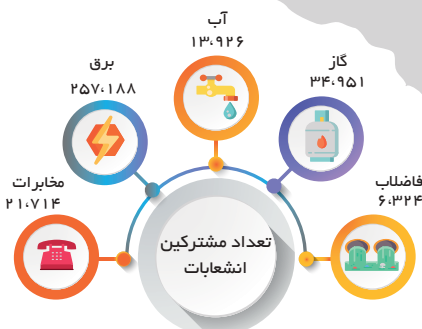 آب
۱۳،۹۲۶
گاز
۳۴،۹۵۱
برق
۲۵۷،۱۸۸
فاضلاب
۶،۳۲۴
مخابرات
۲۱،۷۱۴
تعداد مشترکین
انشعابات